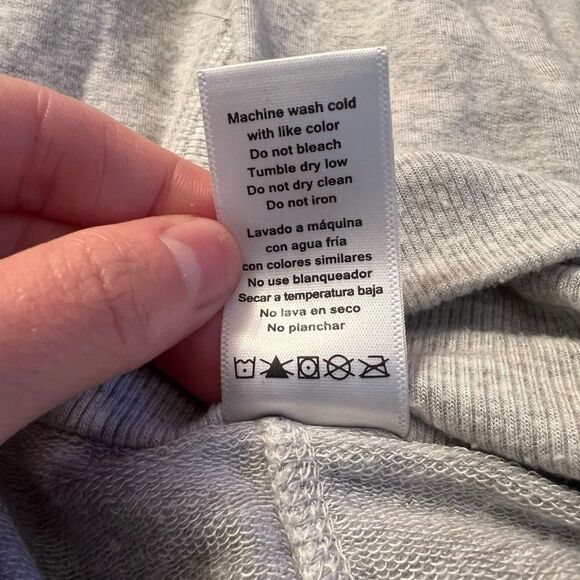 Machine wash cold
with like color
Do not bleach
Tumble dry low
Do not dry clean
Do not iron
Lavado a máquina
con agua fría
con colores similares
No use blanqueador
Secar a temperatura baja
No lava en seco
No planchar